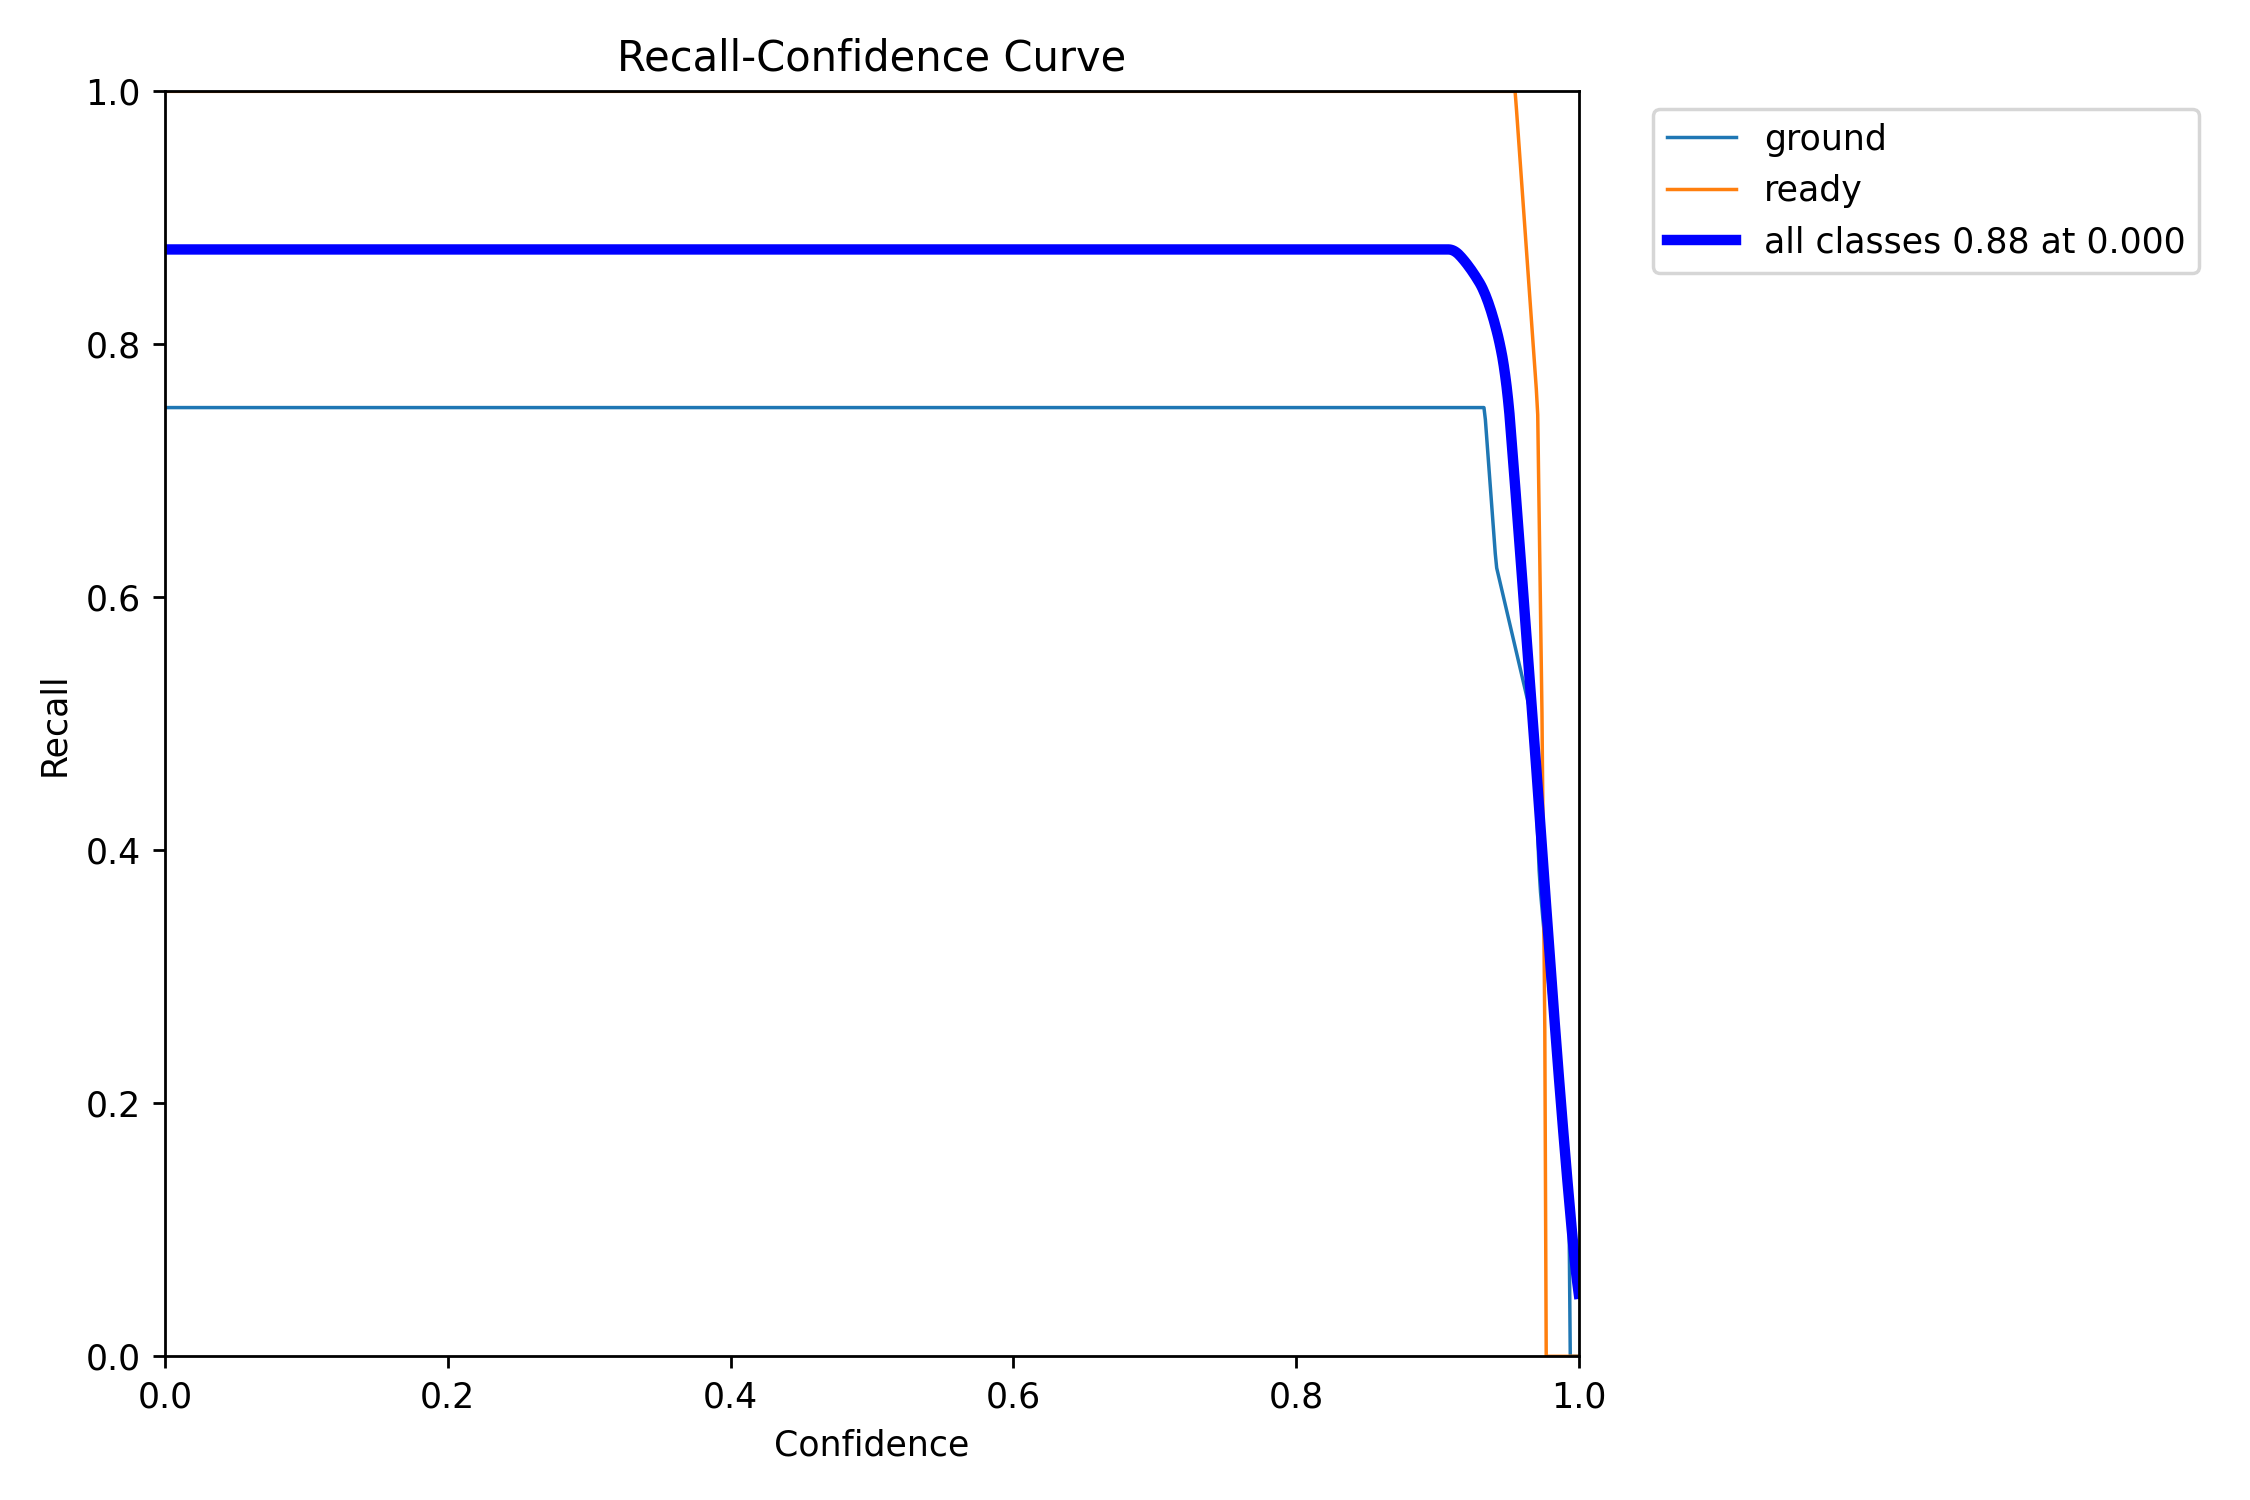 Recall-Confidence Curve
1.0
0.8
0.6
0.4
0.2
0.0
Recall
0.0 0.2 0.4 0.6 0.8 1.0
Confidence
ground
ready
all classes 0.88 at 0.000